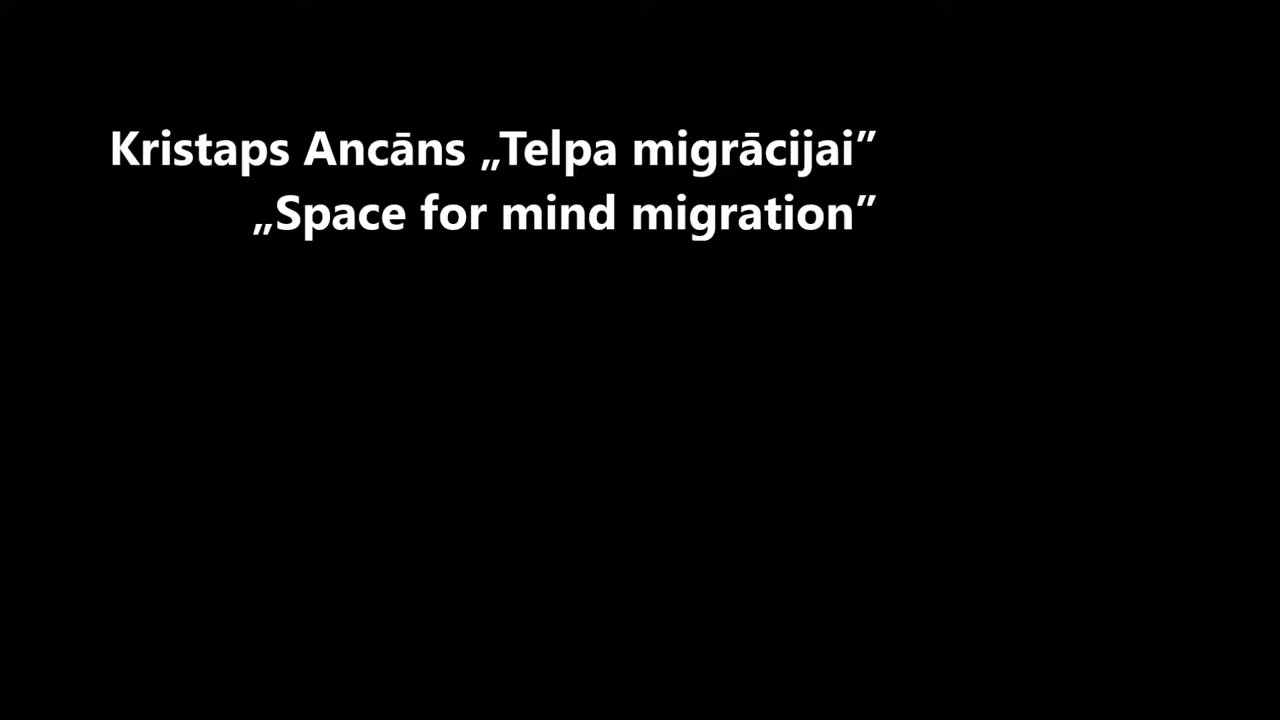 Kristaps Ancāns „Telpa migrācijai”
„Space for mind migration”